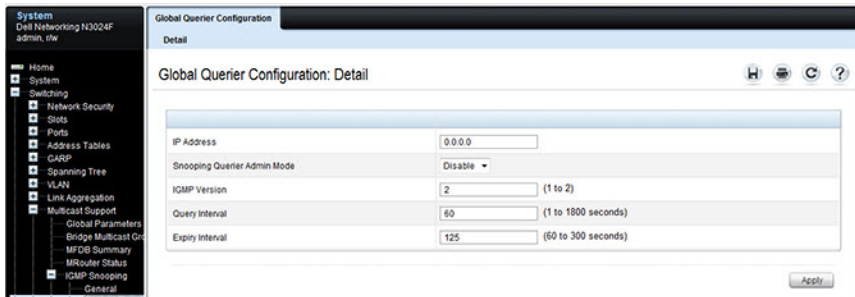 System
Dell Networking N3024F
admin, r/w
Home
System
Switching
Network Security
Slots
Ports
Address Tables
GARP
Spanning Tree
VLAN
Link Aggregation
Multicast Support
Global Parameters
Bridge Multicast Gro
MFDB Summary
MRouter Status
IGMP Snooping
General
Global Querier Configuration
Detail
Global Querier Configuration: Detail
H ?
IP Address 0.0.0.0
Snooping Querier Admin Mode Disable
IGMP Version 2 (1 to 2)
Query Interval 60 (1 to 1800 seconds)
Expiry Interval 125 (60 to 300 seconds)
Apply